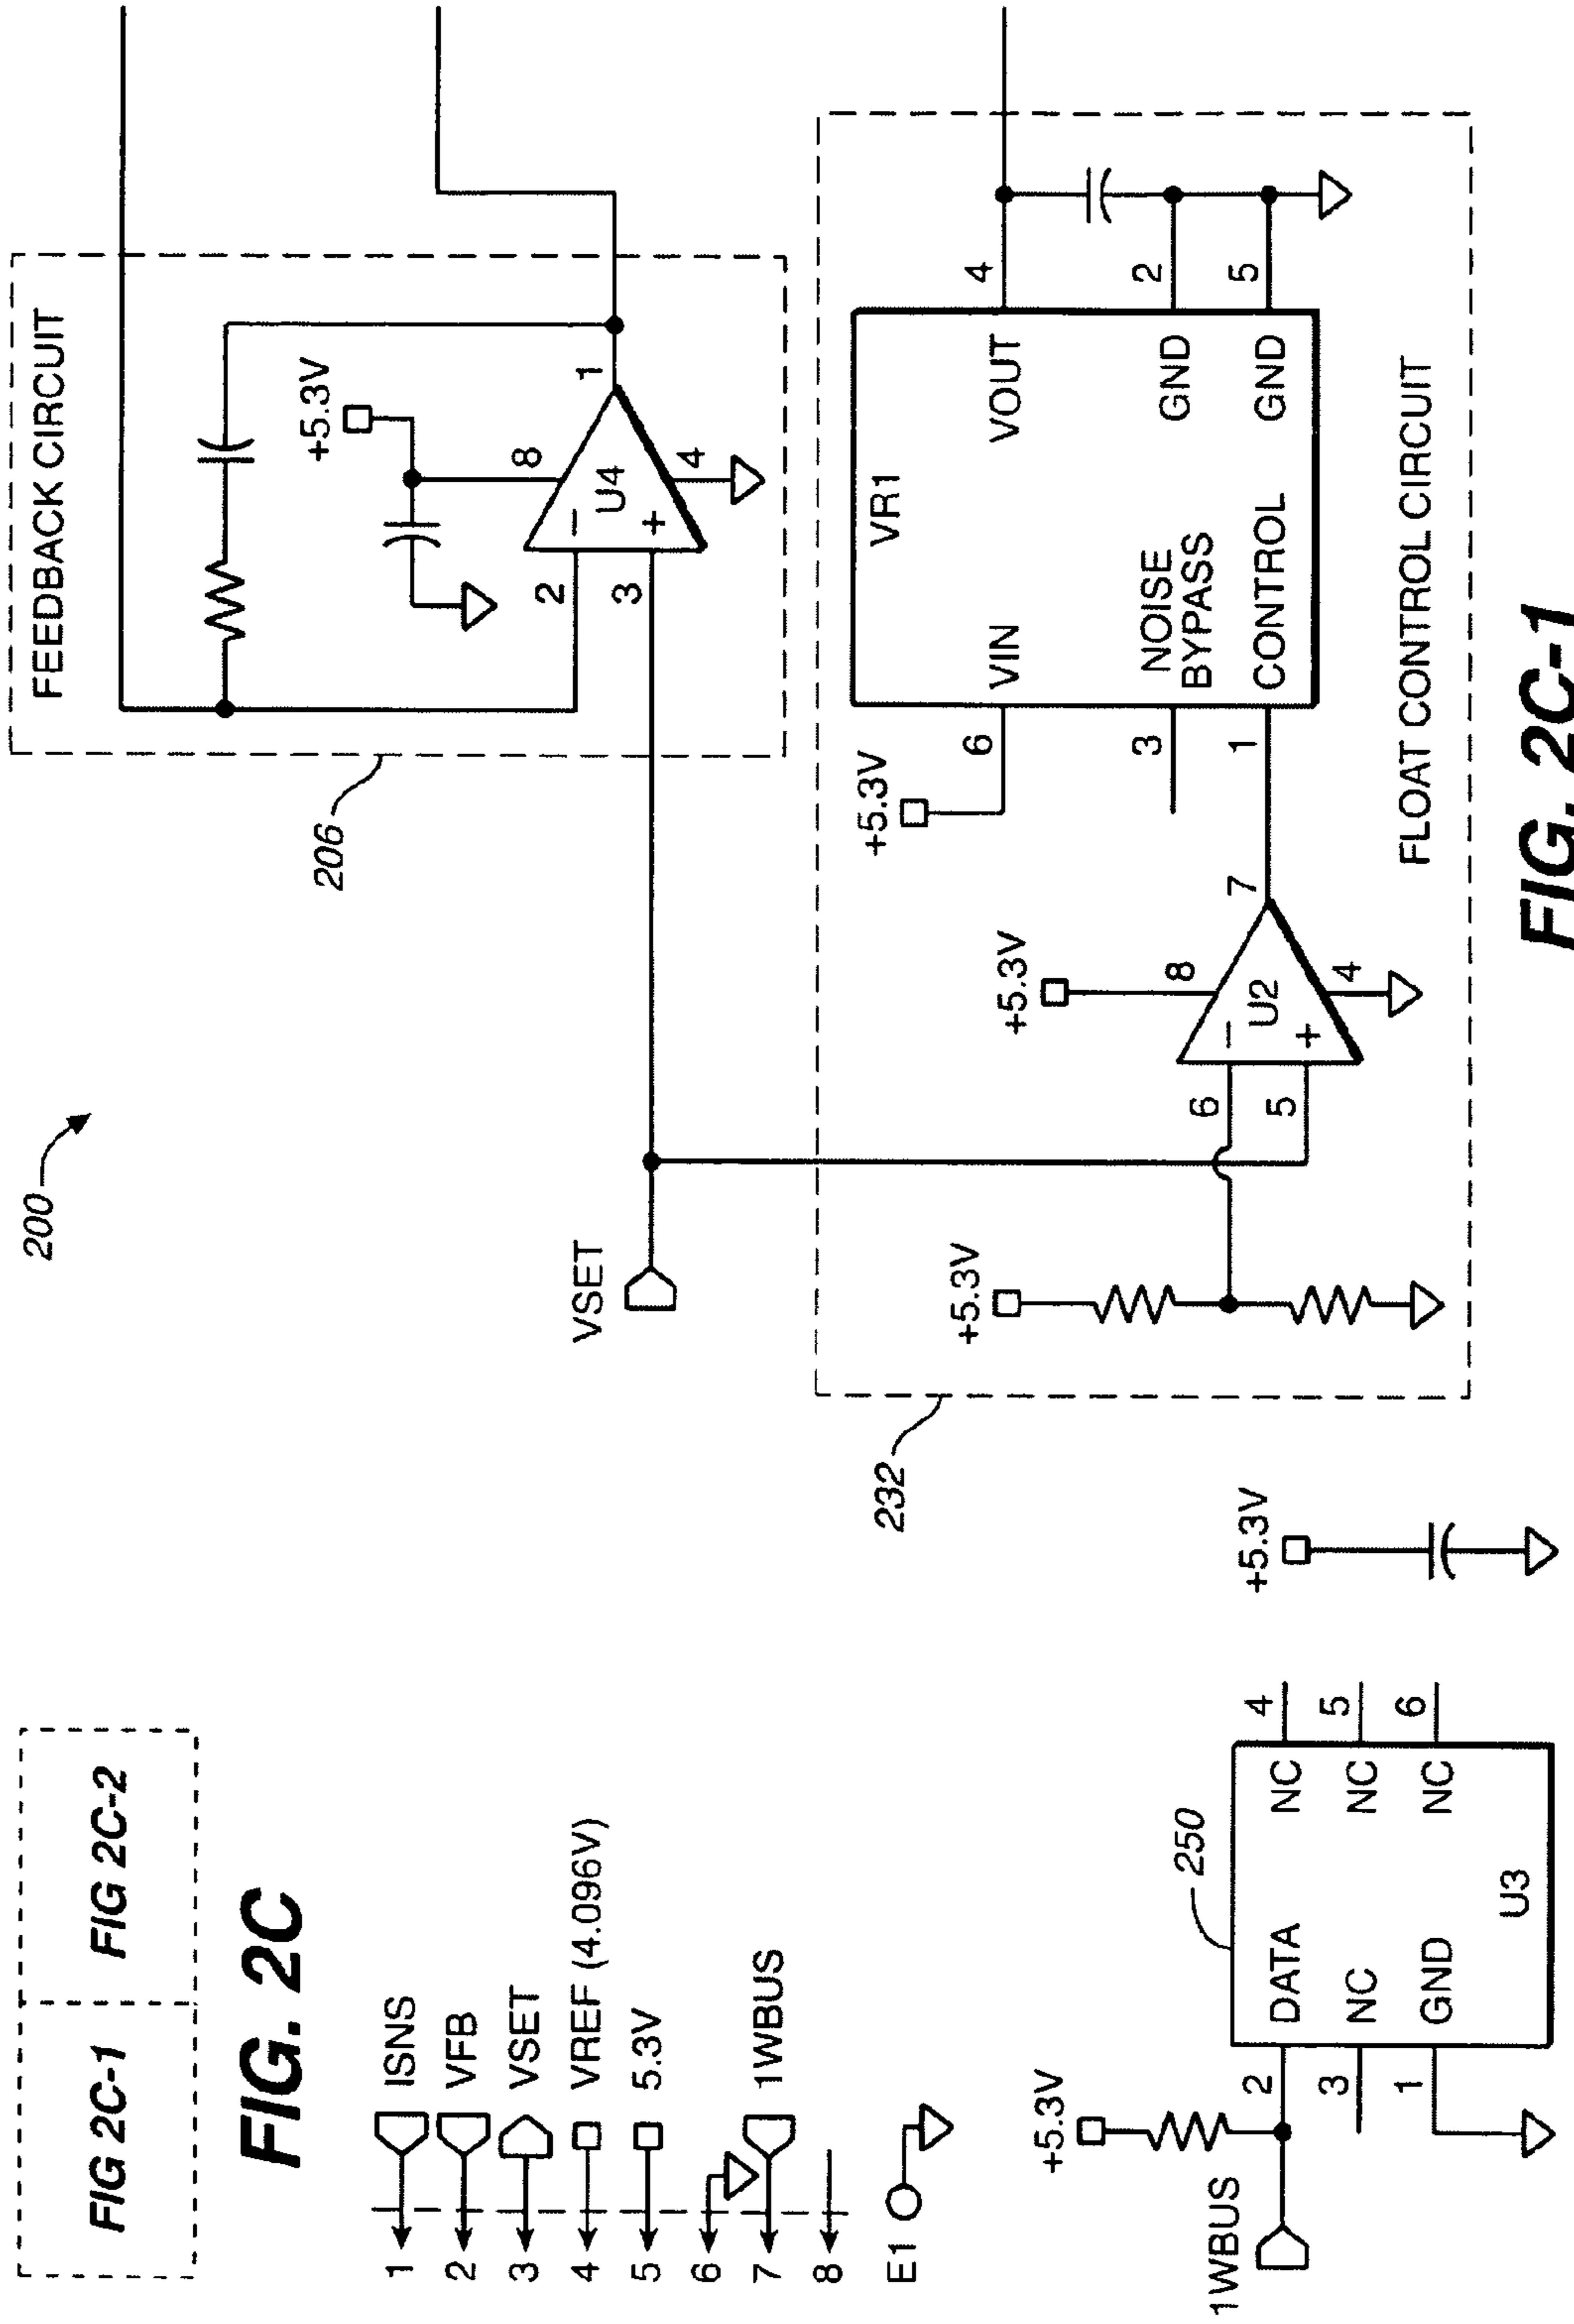 FIG 2C-1 FIG 2C-2
FIG. 2C
1 ISNS
2 VFB
3 VSET
4 VREF (4.096V)
5 5.3V
6
7 1WBUS
8
E1
+5.3V
1WBUS
2 DATA
3 NC
1 GND
NC 4
NC 5
NC 6
U3
250
+5.3V
200
206
FEEDBACK CIRCUIT
+5.3V
8
2 −
U4
3 +
1
4
VSET
232
+5.3V
+5.3V
8
6 −
U2
5 +
7
4
+5.3V
VR1
6 VIN
3 NOISE
BYPASS
1 CONTROL
VOUT 4
GND 2
GND 5
FLOAT CONTROL CIRCUIT
FIG. 2C-1